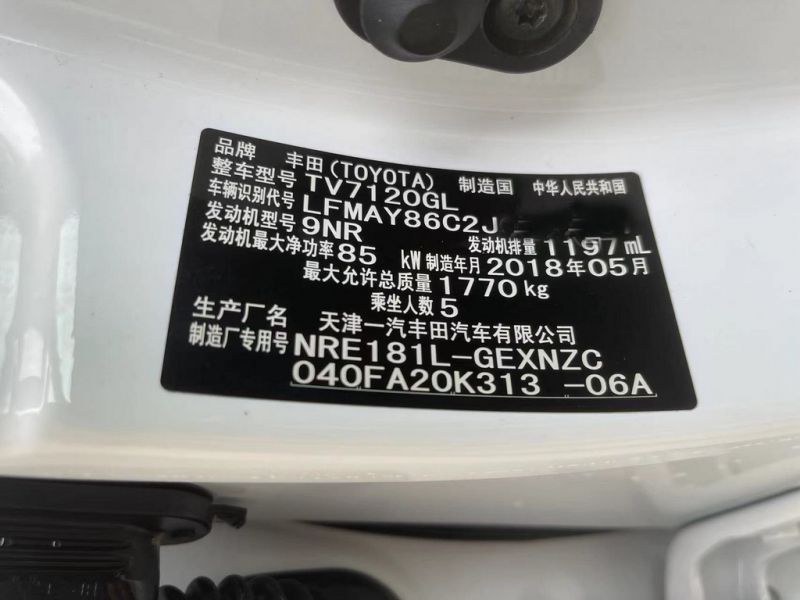 品牌 丰田(TOYOTA) 制造国 中华人民共和国
整车型号 TV7120GL
车辆识别代号 LFMAY86C2J
发动机型号 9NR 发动机排量 1197mL
发动机最大净功率 85 kW 制造年月 2018年05月
最大允许总质量 1770 kg
乘坐人数 5
生产厂名 天津一汽丰田汽车有限公司
制造厂专用号 NRE181L-GEXNZC
040FA20K313 -06A